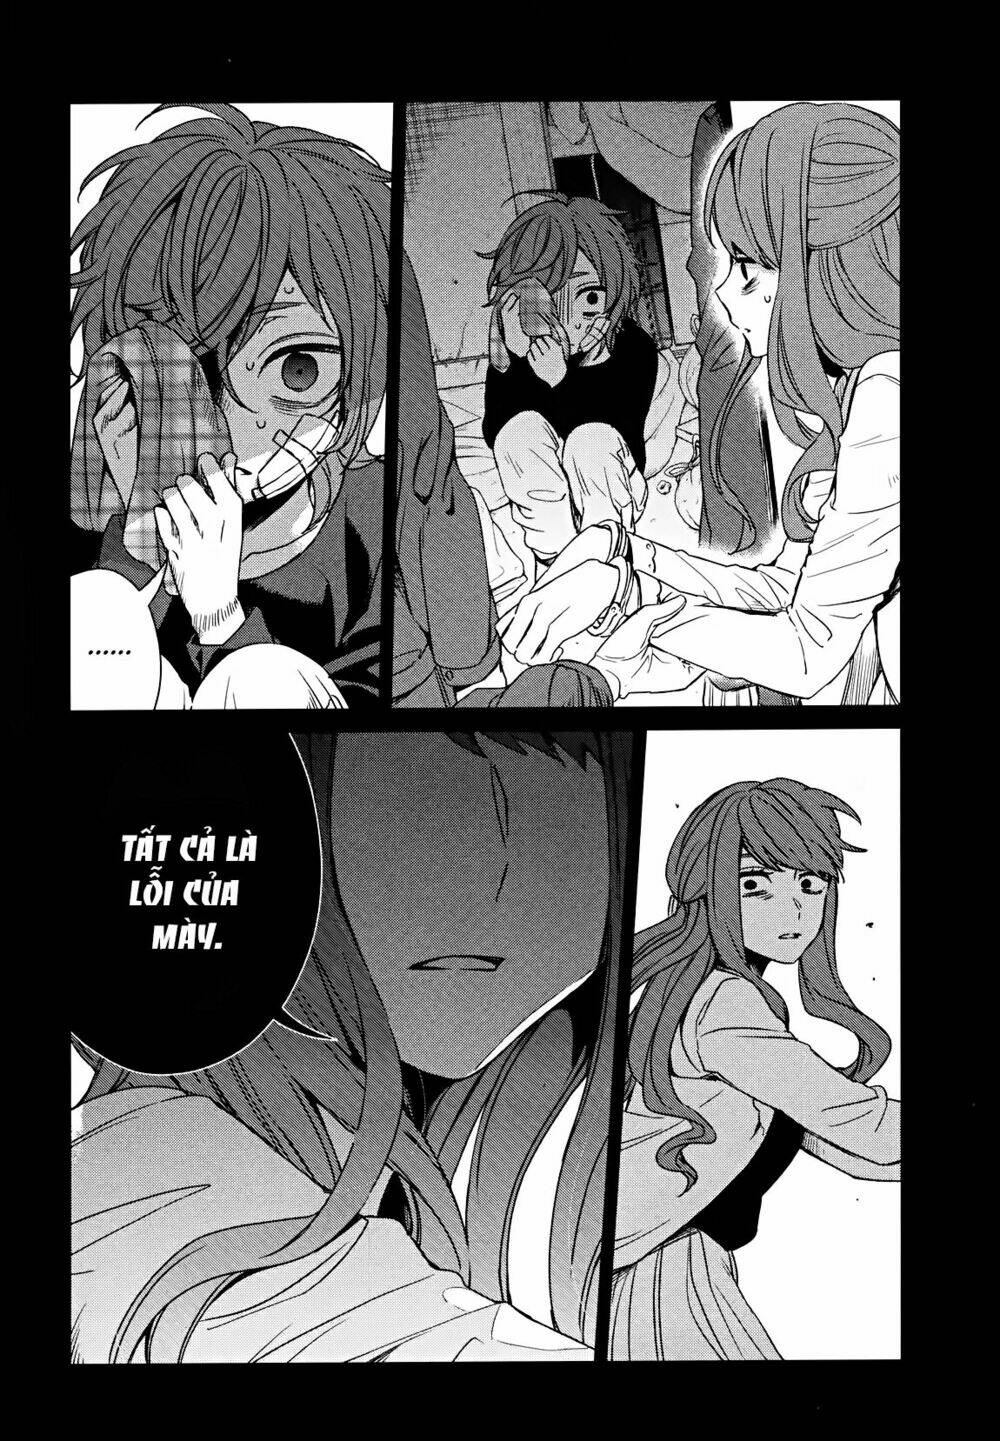 ......
TẤT CẢ LÀ
LỖI CỦA
MÀY.